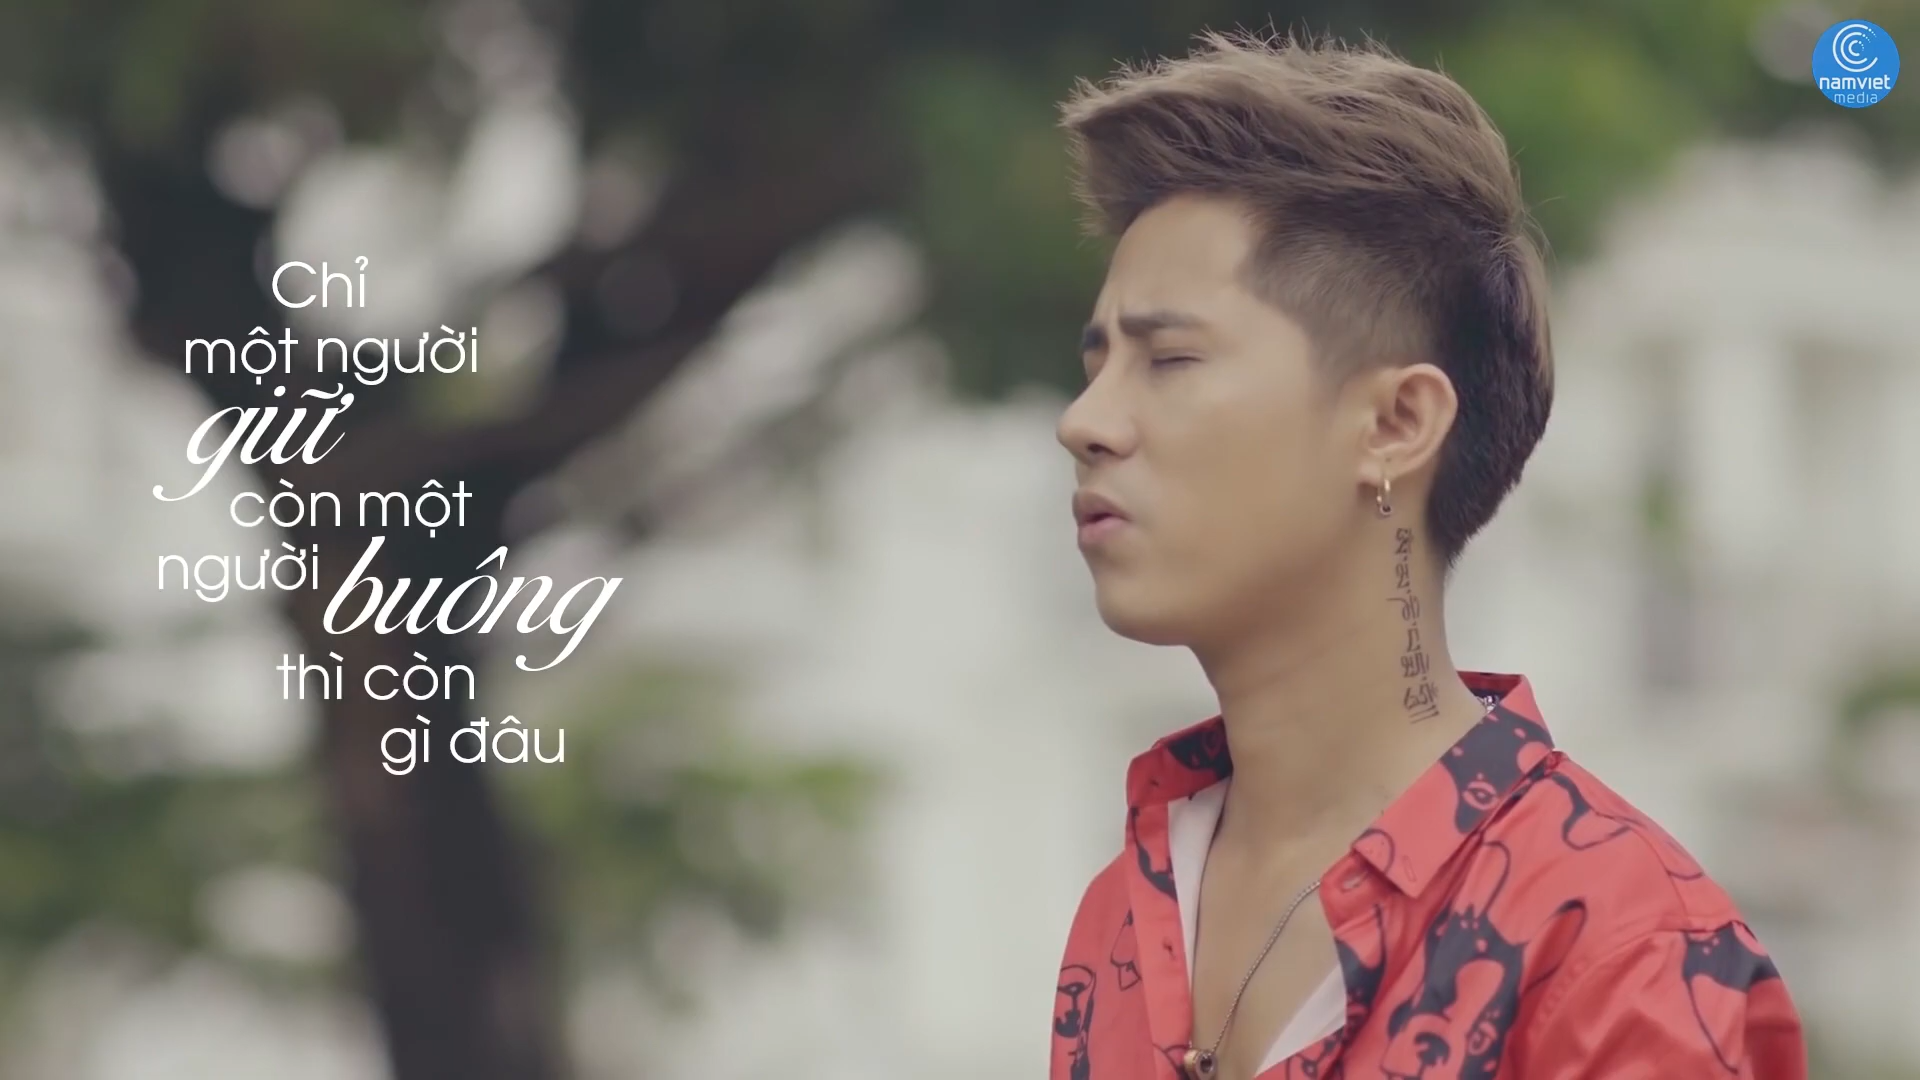 Chỉ
một người
giữ
còn một
người buông
thì còn
gì đâu
namviet
media